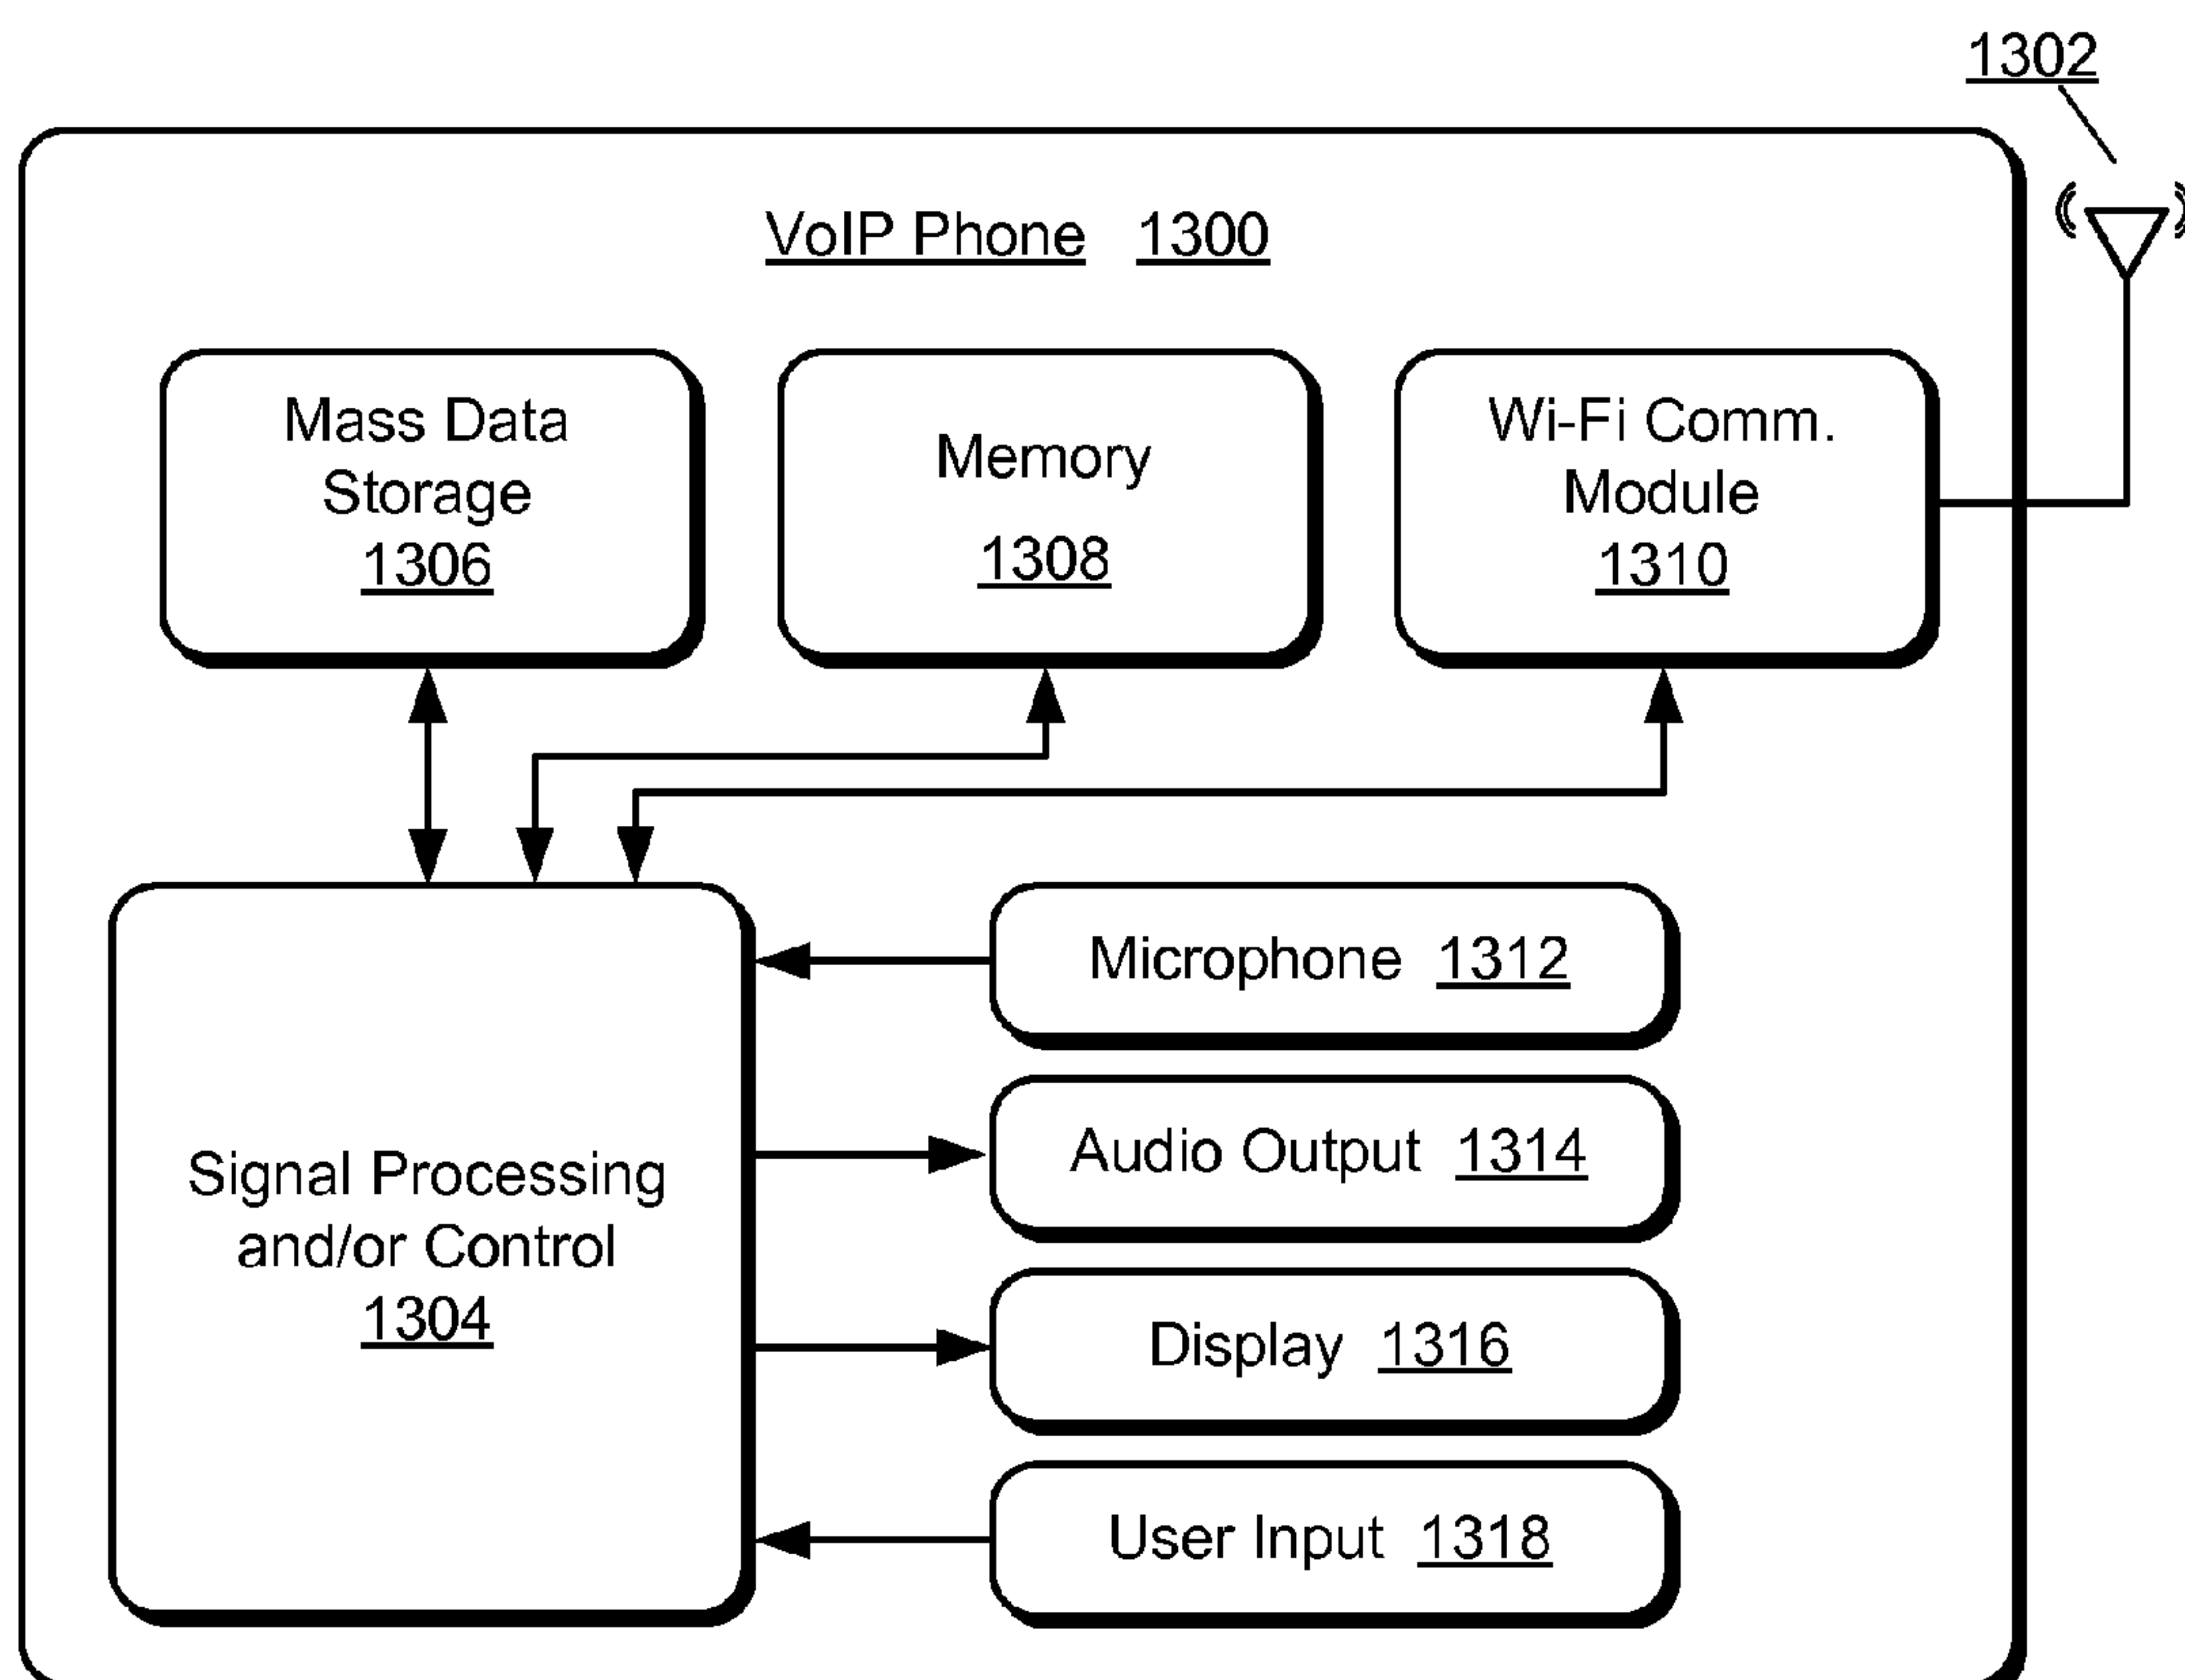 1302
VoIP Phone 1300
Mass Data
Storage
1306
Memory
1308
Wi-Fi Comm.
Module
1310
Signal Processing
and/or Control
1304
Microphone 1312
Audio Output 1314
Display 1316
User Input 1318